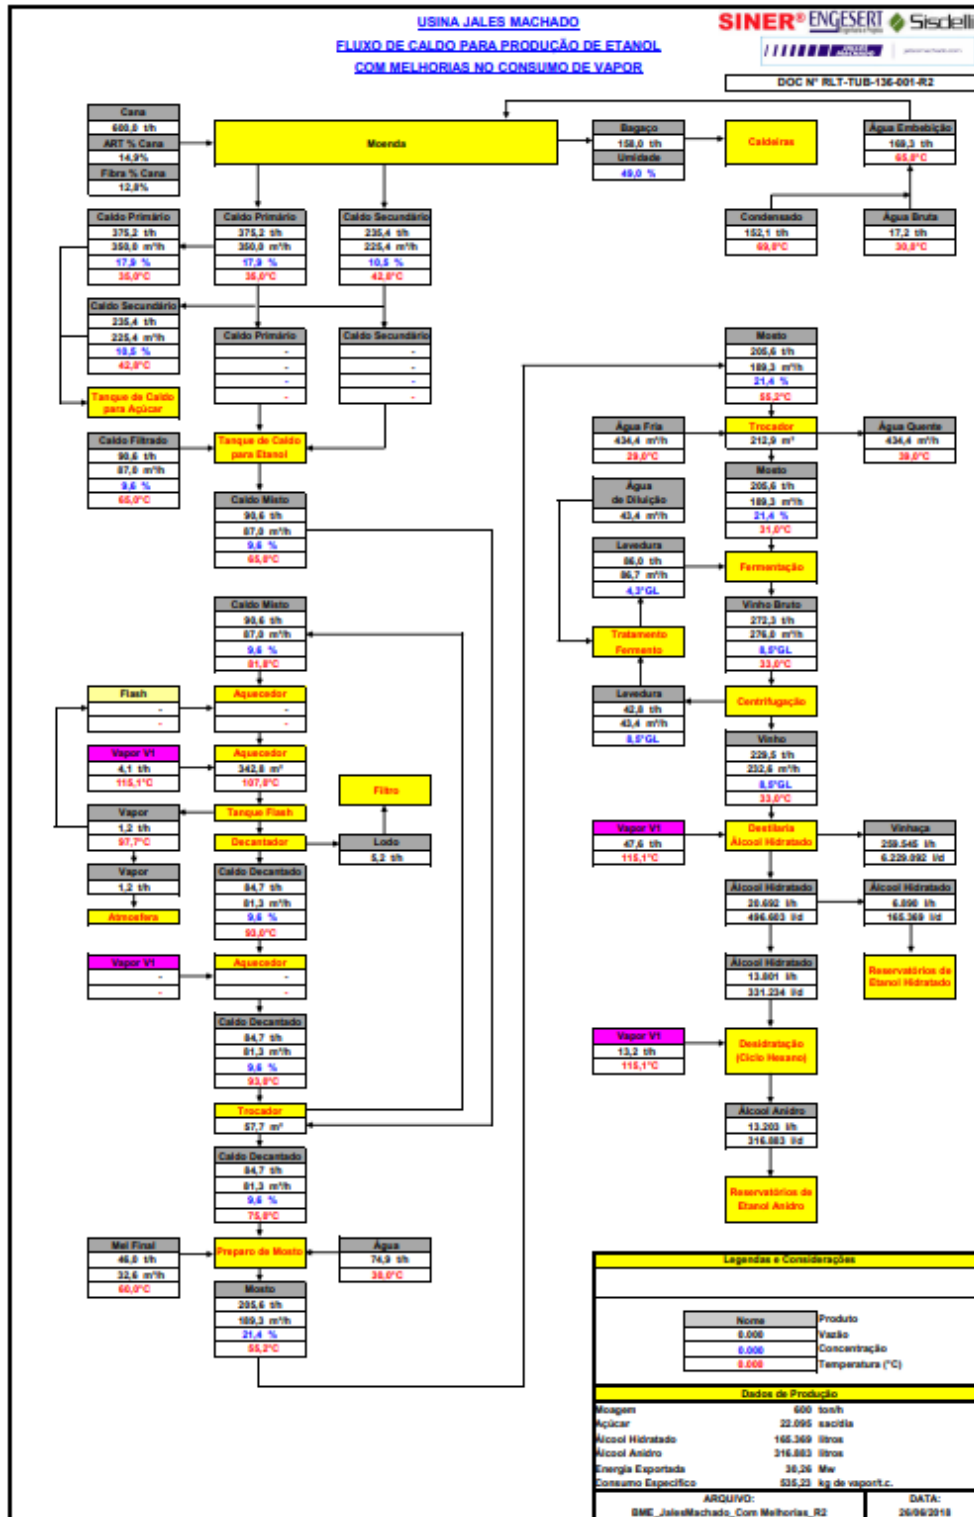 USINA JALES MACHADO
FLUXO DE CALDO PARA PRODUÇÃO DE ETANOL
COM MELHORIAS NO CONSUMO DE VAPOR
SINER® ENGESERT Sisdelli
JALES MACHADO
DOC Nº RLT-TUB-136-001-R2
Cana
600,0 t/h
ART % Cana
14,9%
Fibra % Cana
12,8%
Moenda
Bagaço
158,0 t/h
Umidade
49,0 %
Caldeiras
Água Embebição
169,3 t/h
65,8°C
Condensado
152,1 t/h
69,8°C
Água Bruta
17,2 t/h
30,8°C
Caldo Primário
375,2 t/h
350,0 m³/h
17,9 %
35,0°C
Caldo Primário
375,2 t/h
350,0 m³/h
17,9 %
35,0°C
Caldo Secundário
235,4 t/h
225,4 m³/h
10,5 %
42,8°C
Caldo Secundário
235,4 t/h
225,4 m³/h
10,5 %
42,8°C
Caldo Primário
-
-
-
-
Caldo Secundário
-
-
-
-
Tanque de Caldo
para Açúcar
Caldo Filtrado
90,6 t/h
87,0 m³/h
9,6 %
65,0°C
Tanque de Caldo
para Etanol
Caldo Misto
90,6 t/h
87,0 m³/h
9,6 %
65,8°C
Caldo Misto
90,6 t/h
87,0 m³/h
9,6 %
81,8°C
Flash
-
-
Aquecedor
-
-
Vapor V1
4,1 t/h
115,1°C
Aquecedor
342,8 m²
107,8°C
Filtro
Vapor
1,2 t/h
97,7°C
Tanque Flash
Decantador
Lodo
5,2 t/h
Vapor
1,2 t/h
Atmosfera
Caldo Decantado
84,7 t/h
81,3 m³/h
9,6 %
93,0°C
Vapor V1
-
-
Aquecedor
-
-
Caldo Decantado
84,7 t/h
81,3 m³/h
9,6 %
93,8°C
Trocador
57,7 m²
Caldo Decantado
84,7 t/h
81,3 m³/h
9,6 %
75,8°C
Mel Final
46,0 t/h
32,6 m³/h
60,0°C
Preparo de Mosto
Água
74,9 t/h
30,0°C
Mosto
205,6 t/h
189,3 m³/h
21,4 %
55,2°C
Mosto
205,6 t/h
189,3 m³/h
21,4 %
55,2°C
Água Fria
434,4 m³/h
29,0°C
Trocador
212,9 m²
Água Quente
434,4 m³/h
39,0°C
Mosto
205,6 t/h
189,3 m³/h
21,4 %
31,0°C
Água
de Diluição
43,4 m³/h
Levedura
86,0 t/h
86,7 m³/h
4,3°GL
Fermentação
Vinho Bruto
272,3 t/h
276,0 m³/h
8,5°GL
33,0°C
Tratamento
Fermento
Levedura
42,8 t/h
43,4 m³/h
8,5°GL
Centrifugação
Vinho
229,5 t/h
232,6 m³/h
8,5°GL
33,0°C
Vapor V1
47,6 t/h
115,1°C
Destilaria
Álcool Hidratado
Vinhaça
259.545 l/h
6.229.092 l/d
Álcool Hidratado
20.692 l/h
496.603 l/d
Álcool Hidratado
6.890 l/h
165.369 l/d
Álcool Hidratado
13.801 l/h
331.234 l/d
Reservatórios de
Etanol Hidratado
Vapor V1
13,2 t/h
115,1°C
Desidratação
(Ciclo Hexano)
Álcool Anidro
13.203 l/h
316.883 l/d
Reservatórios de
Etanol Anidro
Legendas e Considerações
Nome Produto
0.000 Vazão
0.000 Concentração
0.000 Temperatura (°C)
Dados de Produção
Moagem 600 ton/h
Açúcar 22.095 sac/dia
Álcool Hidratado 165.369 litros
Álcool Anidro 316.883 litros
Energia Exportada 30,26 Mw
Consumo Específico 535,23 kg de vapor/t.c.
ARQUIVO: DATA:
BME_JalesMachado_Com Melhorias_R2 26/06/2018